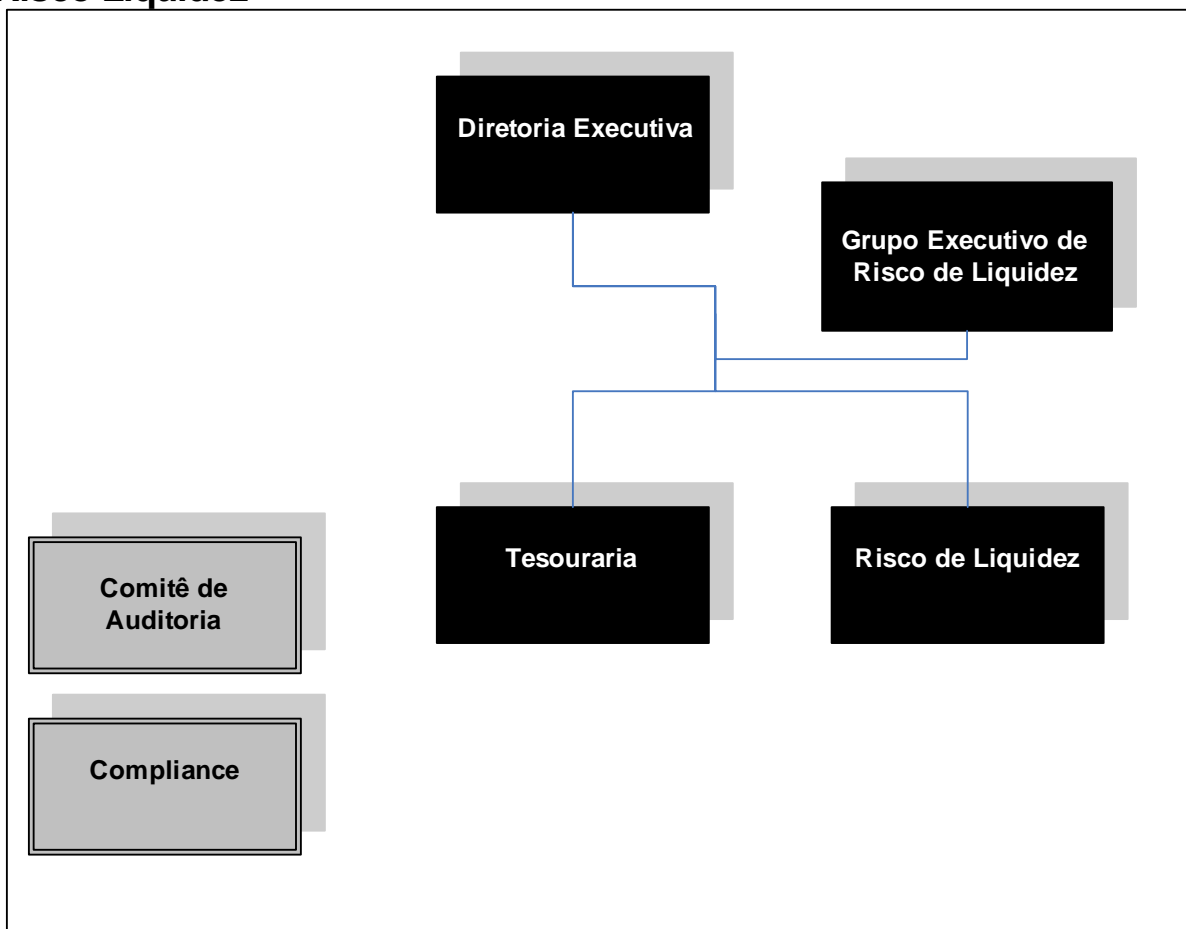 Risco Liquidez
Diretoria Executiva
Grupo Executivo de
Risco de Liquidez
Tesouraria
Risco de Liquidez
Comitê de
Auditoria
Compliance